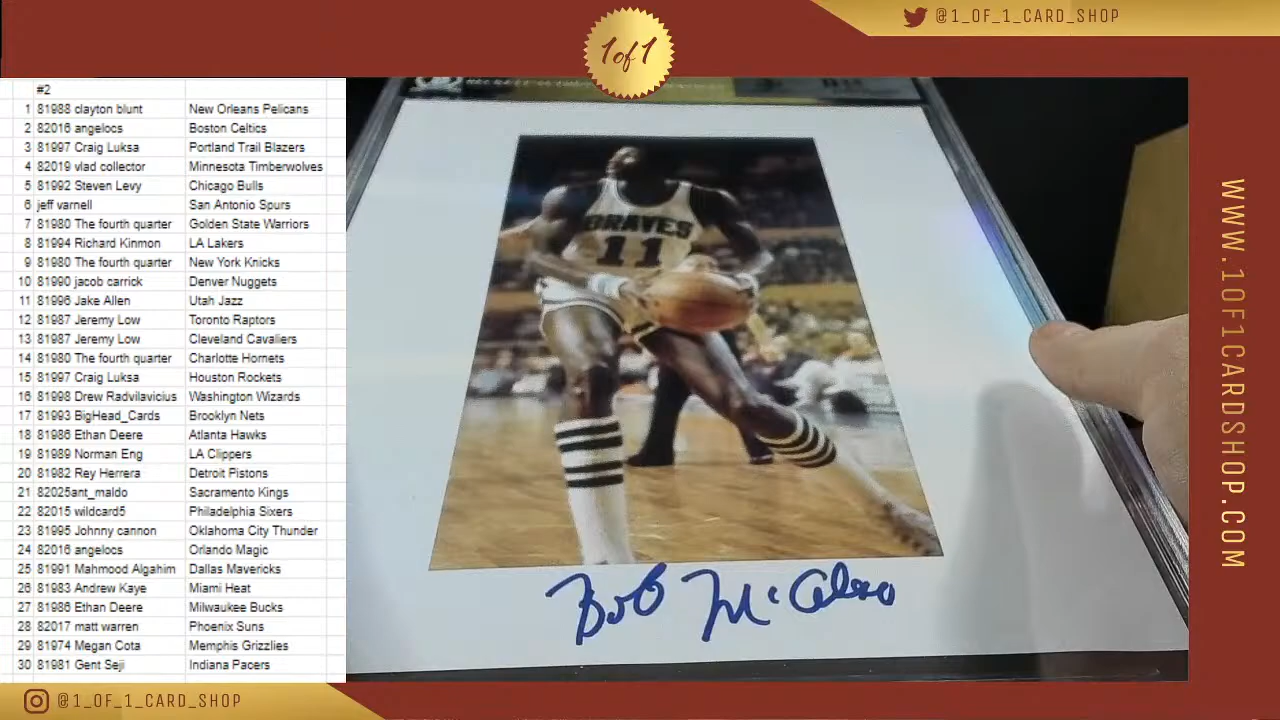 1of1
@1_OF_1_CARD_SHOP
#2
1 81988 clayton blunt New Orleans Pelicans
2 82016 angelocs Boston Celtics
3 81997 Craig Luksa Portland Trail Blazers
4 82019 vlad collector Minnesota Timberwolves
5 81992 Steven Levy Chicago Bulls
6 jeff varnell San Antonio Spurs
7 81980 The fourth quarter Golden State Warriors
8 81994 Richard Kinmon LA Lakers
9 81980 The fourth quarter New York Knicks
10 81990 jacob carrick Denver Nuggets
11 81996 Jake Allen Utah Jazz
12 81987 Jeremy Low Toronto Raptors
13 81987 Jeremy Low Cleveland Cavaliers
14 81980 The fourth quarter Charlotte Hornets
15 81997 Craig Luksa Houston Rockets
16 81998 Drew Radvilavicius Washington Wizards
17 81993 BigHead_Cards Brooklyn Nets
18 81986 Ethan Deere Atlanta Hawks
19 81989 Norman Eng LA Clippers
20 81982 Rey Herrera Detroit Pistons
21 82025ant_maldo Sacramento Kings
22 82015 wildcard5 Philadelphia Sixers
23 81995 Johnny cannon Oklahoma City Thunder
24 82016 angelocs Orlando Magic
25 81991 Mahmood Algahim Dallas Mavericks
26 81983 Andrew Kaye Miami Heat
27 81986 Ethan Deere Milwaukee Bucks
28 82017 matt warren Phoenix Suns
29 81974 Megan Cota Memphis Grizzlies
30 81981 Gent Seji Indiana Pacers
BRAVES
11
Bob McAdoo
WWW.1OF1CARDSHOP.COM
@1_OF_1_CARD_SHOP